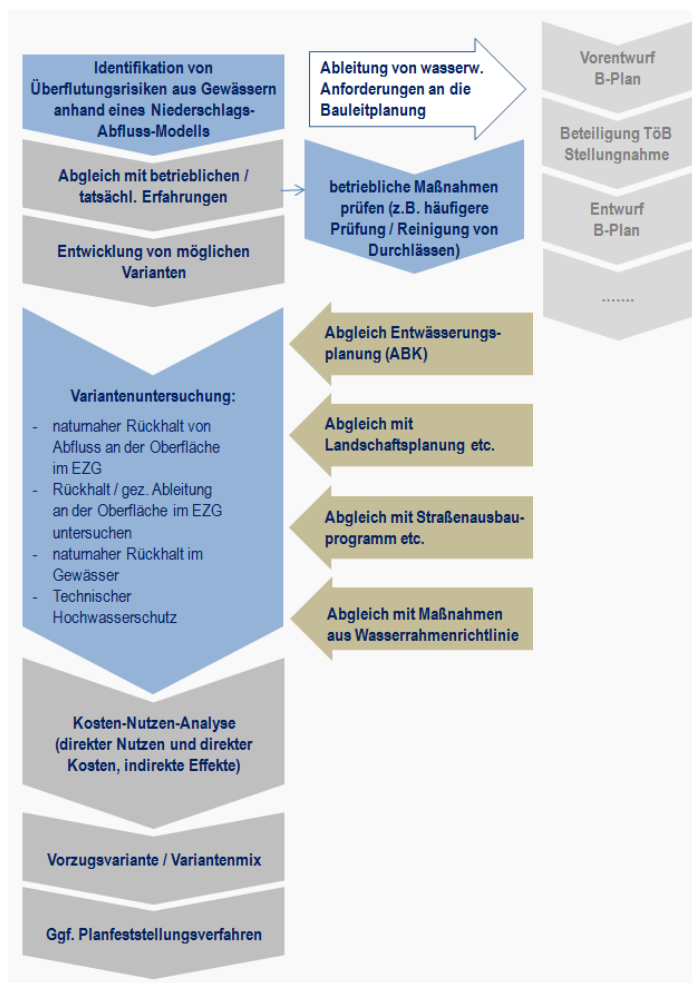 Identifikation von
Überflutungsrisiken aus Gewässern
anhand eines Niederschlags-
Abfluss-Modells
Ableitung von wasserw.
Anforderungen an die
Bauleitplanung
Vorentwurf
B-Plan
Beteiligung TöB
Stellungnahme
Entwurf
B-Plan
.......
Abgleich mit betrieblichen /
tatsächl. Erfahrungen
betriebliche Maßnahmen
prüfen (z.B. häufigere
Prüfung / Reinigung von
Durchlässen)
Entwicklung von möglichen
Varianten
Variantenuntersuchung:
- naturnaher Rückhalt von
Abfluss an der Oberfläche
im EZG
- Rückhalt / gez. Ableitung
an der Oberfläche im EZG
untersuchen
- naturnaher Rückhalt im
Gewässer
- Technischer
Hochwasserschutz
Abgleich Entwässerungs-
planung (ABK)
Abgleich mit
Landschaftsplanung etc.
Abgleich mit Straßenausbau-
programm etc.
Abgleich mit Maßnahmen
aus Wasserrahmenrichtlinie
Kosten-Nutzen-Analyse
(direkter Nutzen und direkter
Kosten, indirekte Effekte)
Vorzugsvariante / Variantenmix
Ggf. Planfeststellungsverfahren